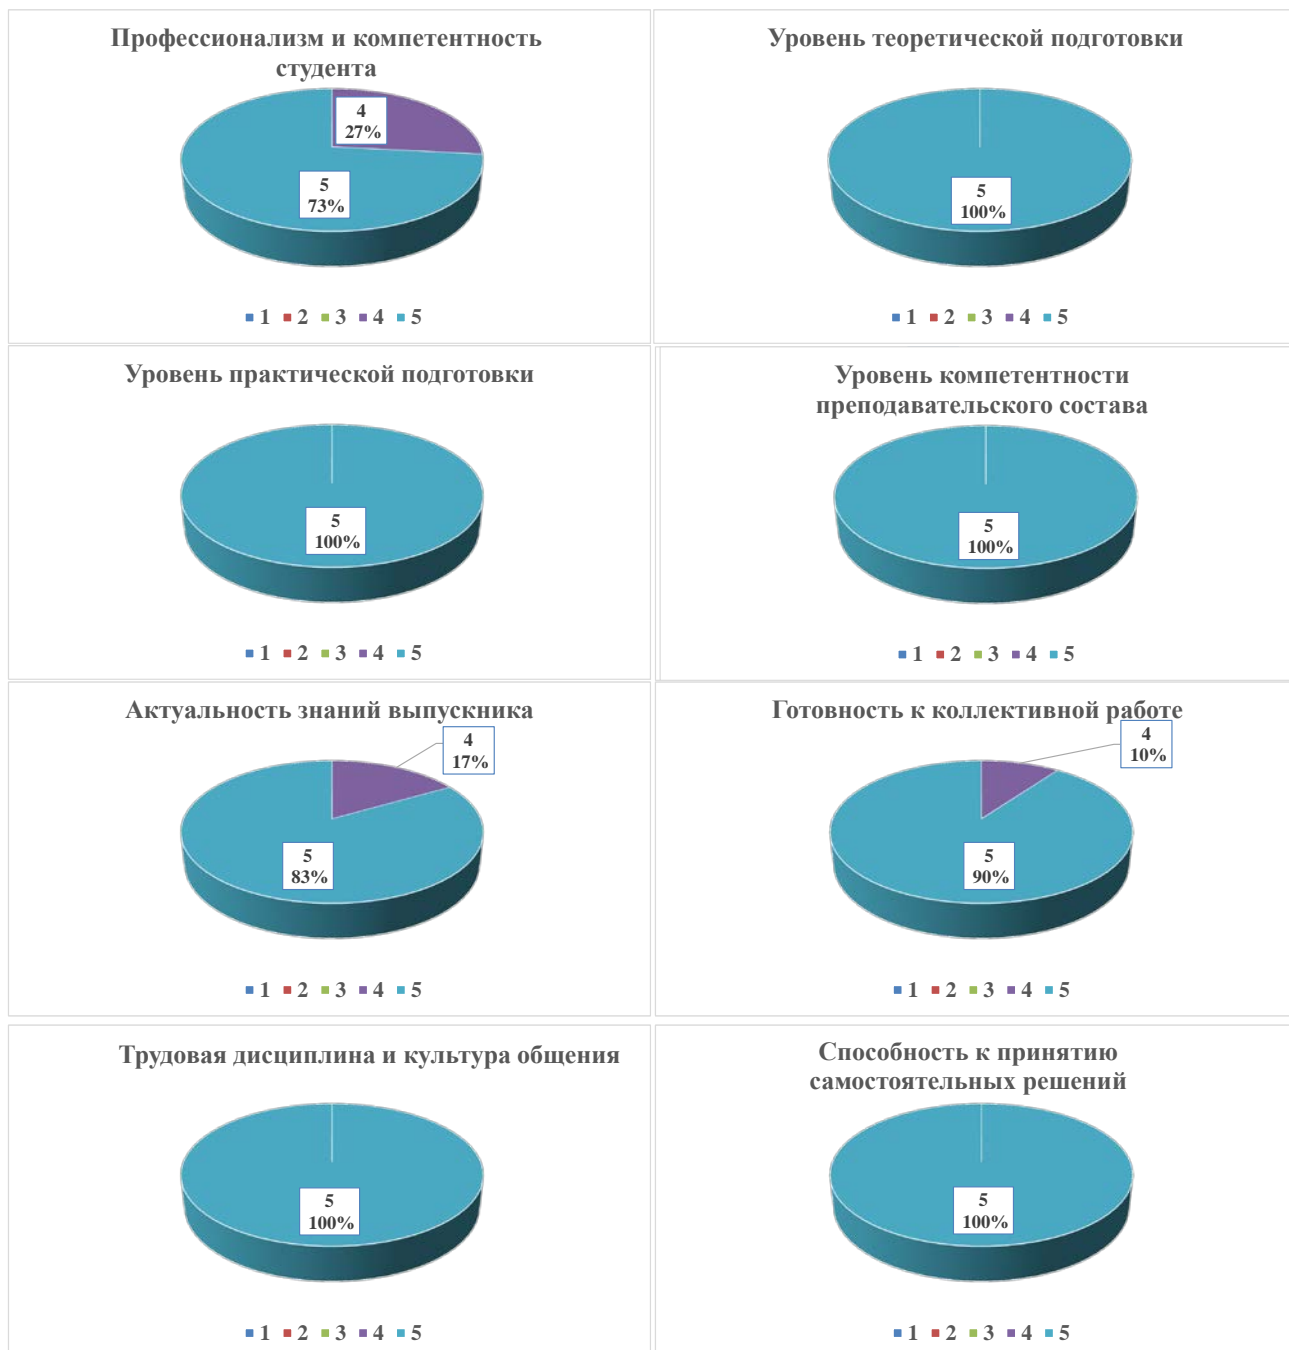 Профессионализм и компетентность
студента
4
27%
5
73%
1 2 3 4 5
Уровень теоретической подготовки
5
100%
1 2 3 4 5
Уровень практической подготовки
5
100%
1 2 3 4 5
Уровень компетентности
преподавательского состава
5
100%
1 2 3 4 5
Актуальность знаний выпускника
4
17%
5
83%
1 2 3 4 5
Готовность к коллективной работе
4
10%
5
90%
1 2 3 4 5
Трудовая дисциплина и культура общения
5
100%
1 2 3 4 5
Способность к принятию
самостоятельных решений
5
100%
1 2 3 4 5